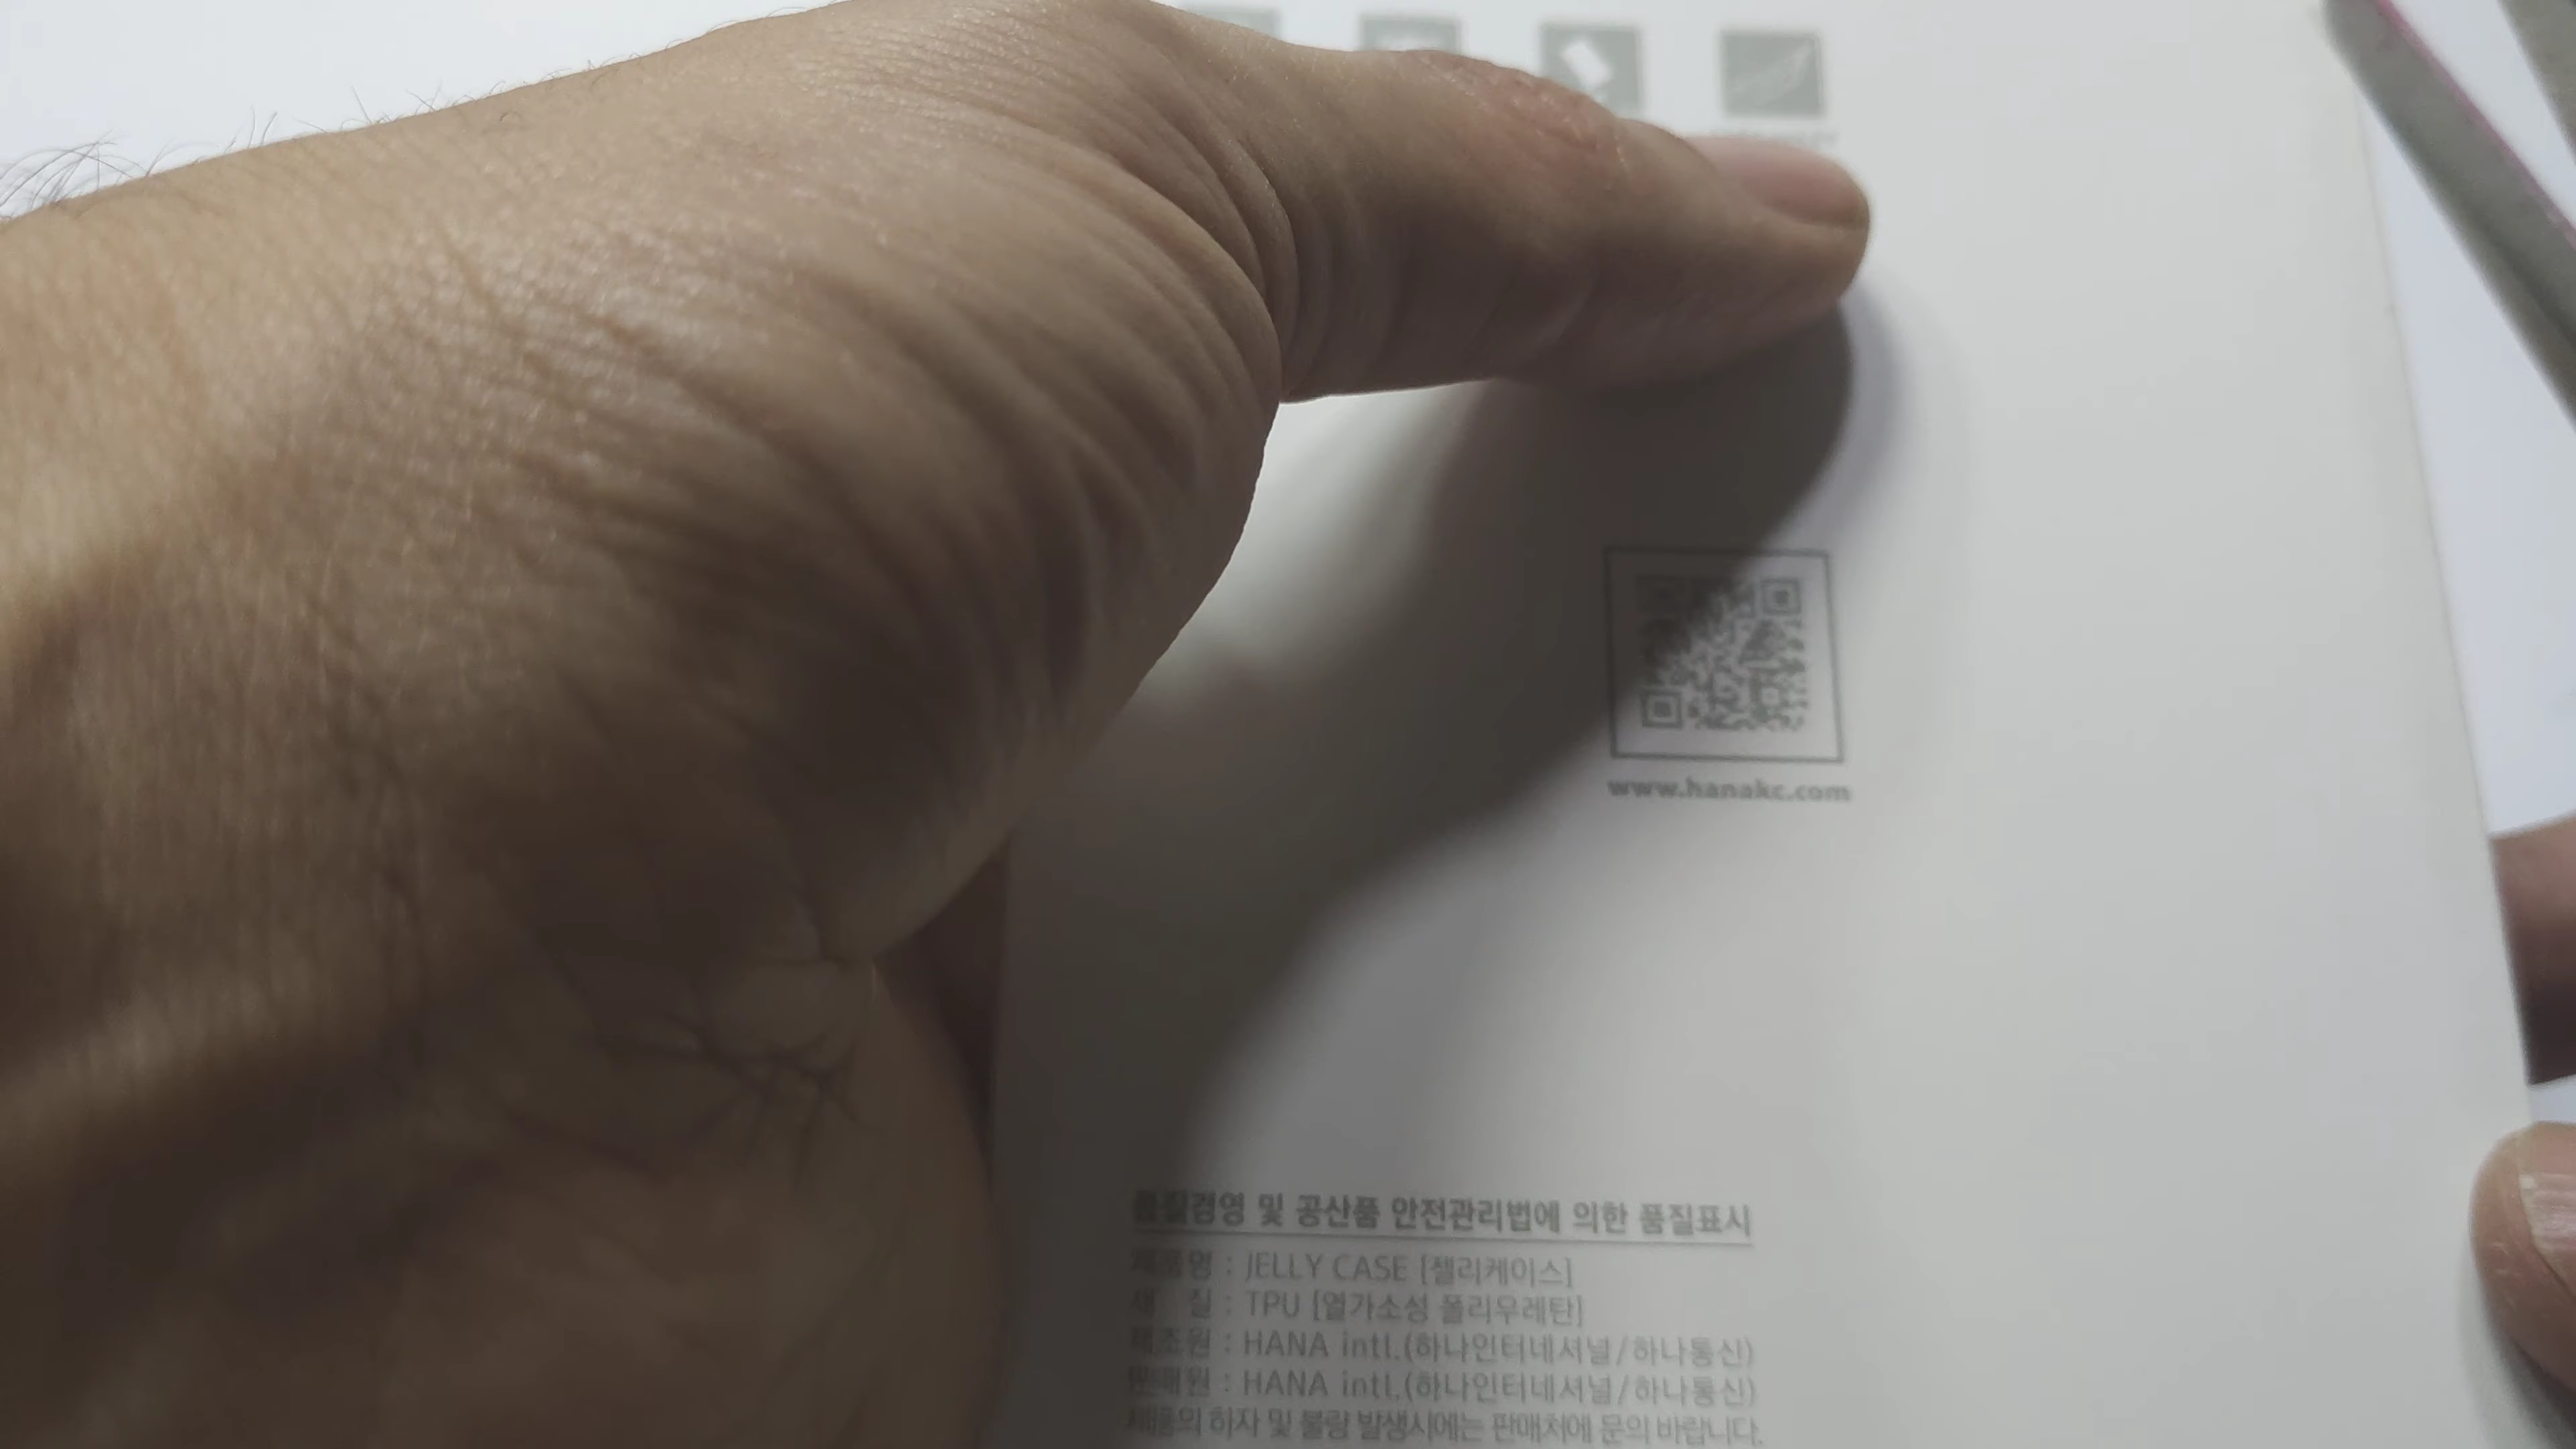 www.hanakc.com
품질경영 및 공산품 안전관리법에 의한 품질표시
제품명 : JELLY CASE [젤리케이스]
재 질 : TPU [열가소성 폴리우레탄]
제조원 : HANA intl.(하나인터네셔널/하나통신)
판매원 : HANA intl.(하나인터네셔널/하나통신)
제품의 하자 및 불량 발생시에는 판매처에 문의 바랍니다.